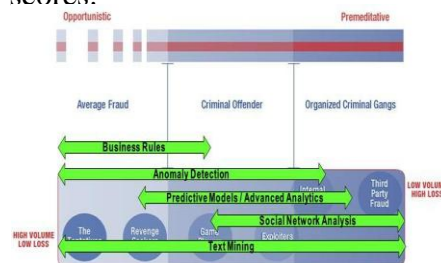 Opportunistic
Premeditative
Average Fraud
Criminal Offender
Organized Criminal Gangs
Business Rules
Anomaly Detection
Internal
Third
Party
Fraud
LOW VOLUME
HIGH LOSS
Predictive Models / Advanced Analytics
Social Network Analysis
HIGH VOLUME
LOW LOSS
The
Revenge
Exploiters
Text Mining